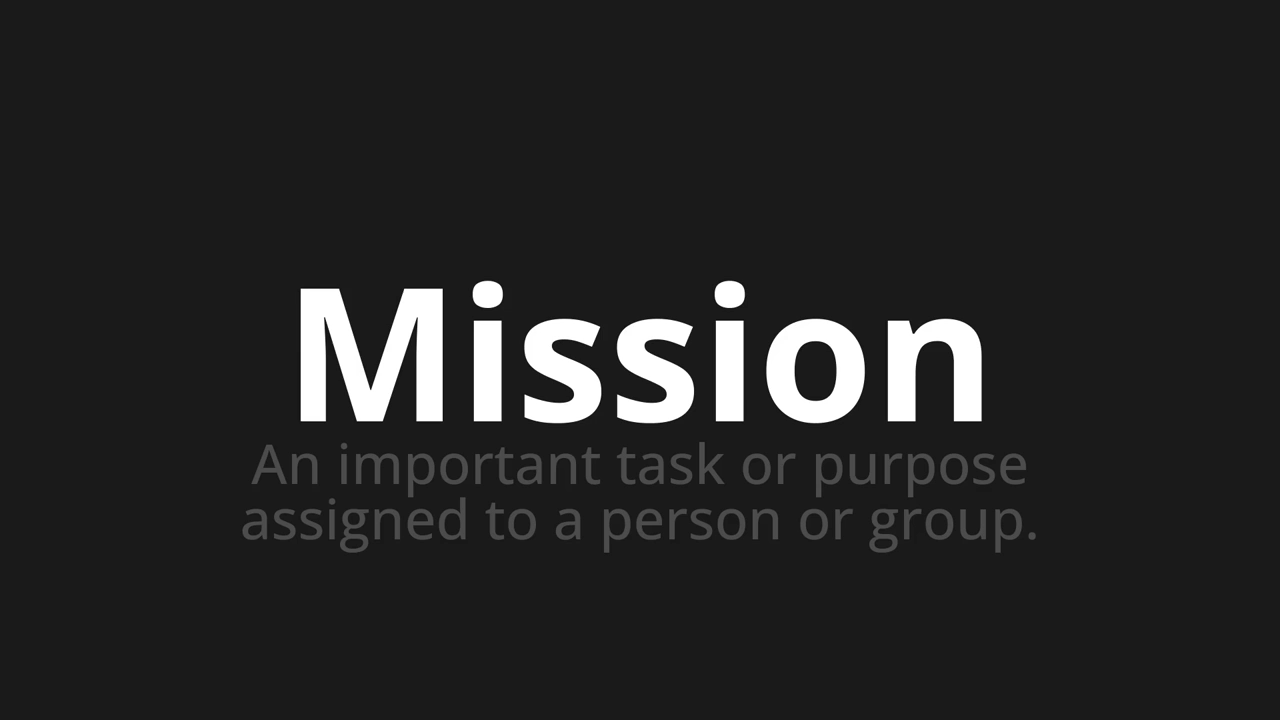 Mission
An important task or purpose
assigned to a person or group.